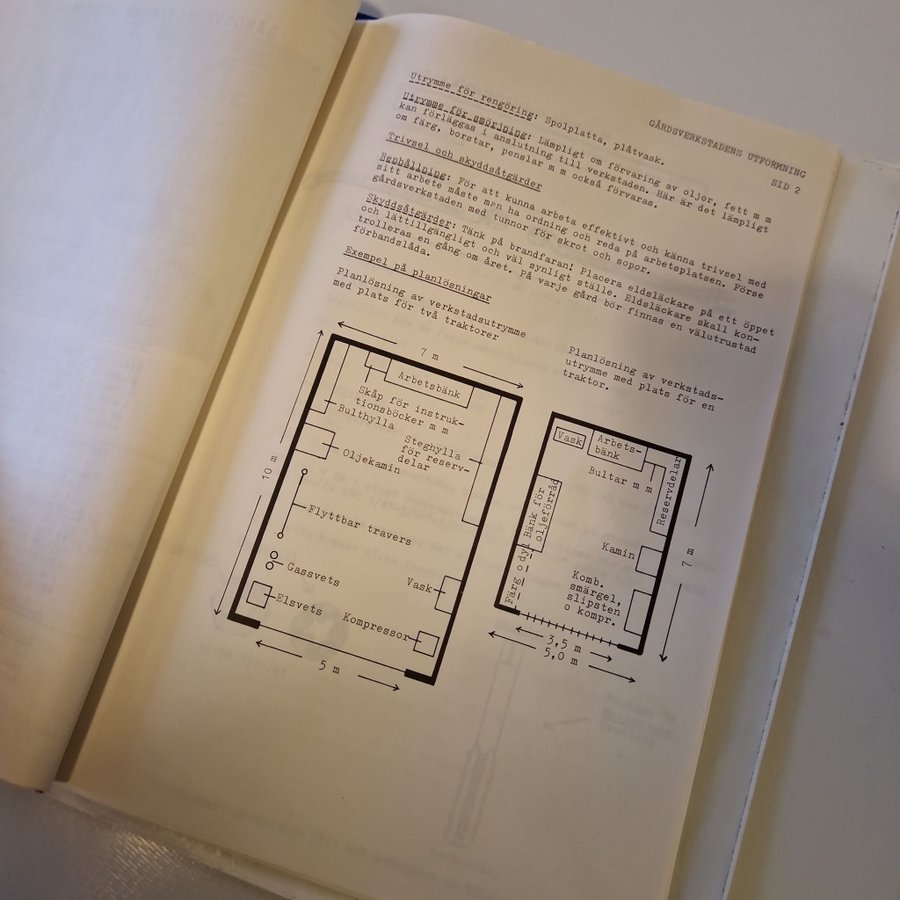 GÅRDSVERKSTADENS UTFORMNING
SID 2
Utrymme för rengöring: Spolplatta, plåtvask.
Utrymme för smörjning: Lämpligt om förvaring av oljor, fett m m
kan förläggas i anslutning till verkstaden. Här är det lämpligt
om färg, borstar, penslar m m också förvaras.
Trivsel och skyddsåtgärder
Renhållning: För att kunna arbeta effektivt och känna trivsel med
sitt arbete måste man ha ordning och reda på arbetsplatsen. Förse
gårdsverkstaden med tunnor för skrot och sopor.
Skyddsåtgärder: Tänk på brandfaran! Placera eldsläckare på ett öppet
och lättillgängligt och väl synligt ställe. Eldsläckare skall kon-
trolleras en gång om året. På varje gård bör finnas en välutrustad
förbandslåda.
Exempel på planlösningar
Planlösning av verkstadsutrymme
med plats för två traktorer
7 m
Arbetsbänk
Skåp för instruk-
tionsböcker m m
Bulthylla
Steghylla
för reserv-
delar
Oljekamin
10 m
Flyttbar travers
Gassvets
Vask
Elsvets
Kompressor
5 m
Planlösning av verkstads-
utrymme med plats för en
traktor.
Vask
Arbets-
bänk
Bultar m m
Reservdelar
Bänk för
oljeförråd
Kamin
7 m
Färg o dyl
Komb.
smärgel,
slipsten
o kompr.
3,5 m
5,0 m